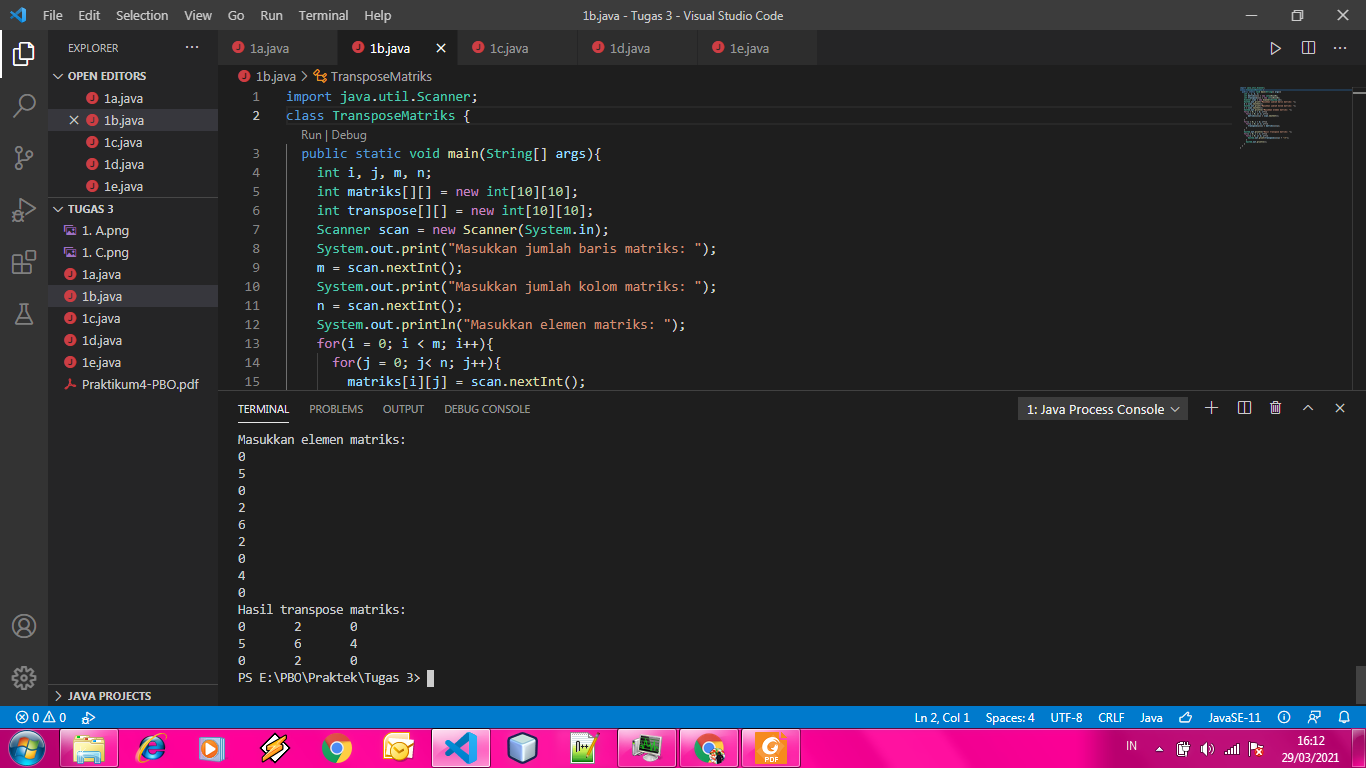 File Edit Selection View Go Run Terminal Help
1b.java - Tugas 3 - Visual Studio Code
EXPLORER
OPEN EDITORS
1a.java
1b.java
1c.java
1d.java
1e.java
TUGAS 3
1. A.png
1. C.png
1a.java
1b.java
1c.java
1d.java
1e.java
Praktikum4-PBO.pdf
JAVA PROJECTS
1a.java 1b.java 1c.java 1d.java 1e.java
1b.java > TransposeMatriks
1 import java.util.Scanner;
2 class TransposeMatriks {
Run | Debug
3 public static void main(String[] args){
4 int i, j, m, n;
5 int matriks[][] = new int[10][10];
6 int transpose[][] = new int[10][10];
7 Scanner scan = new Scanner(System.in);
8 System.out.print("Masukkan jumlah baris matriks: ");
9 m = scan.nextInt();
10 System.out.print("Masukkan jumlah kolom matriks: ");
11 n = scan.nextInt();
12 System.out.println("Masukkan elemen matriks: ");
13 for(i = 0; i < m; i++){
14 for(j = 0; j< n; j++){
15 matriks[i][j] = scan.nextInt();
TERMINAL PROBLEMS OUTPUT DEBUG CONSOLE
1: Java Process Console
Masukkan elemen matriks:
0
5
0
2
6
2
0
4
0
Hasil transpose matriks:
0 2 0
5 6 4
0 2 0
PS E:\PBO\Praktek\Tugas 3>
0 0
Ln 2, Col 1 Spaces: 4 UTF-8 CRLF Java JavaSE-11
IN
16:12
29/03/2021